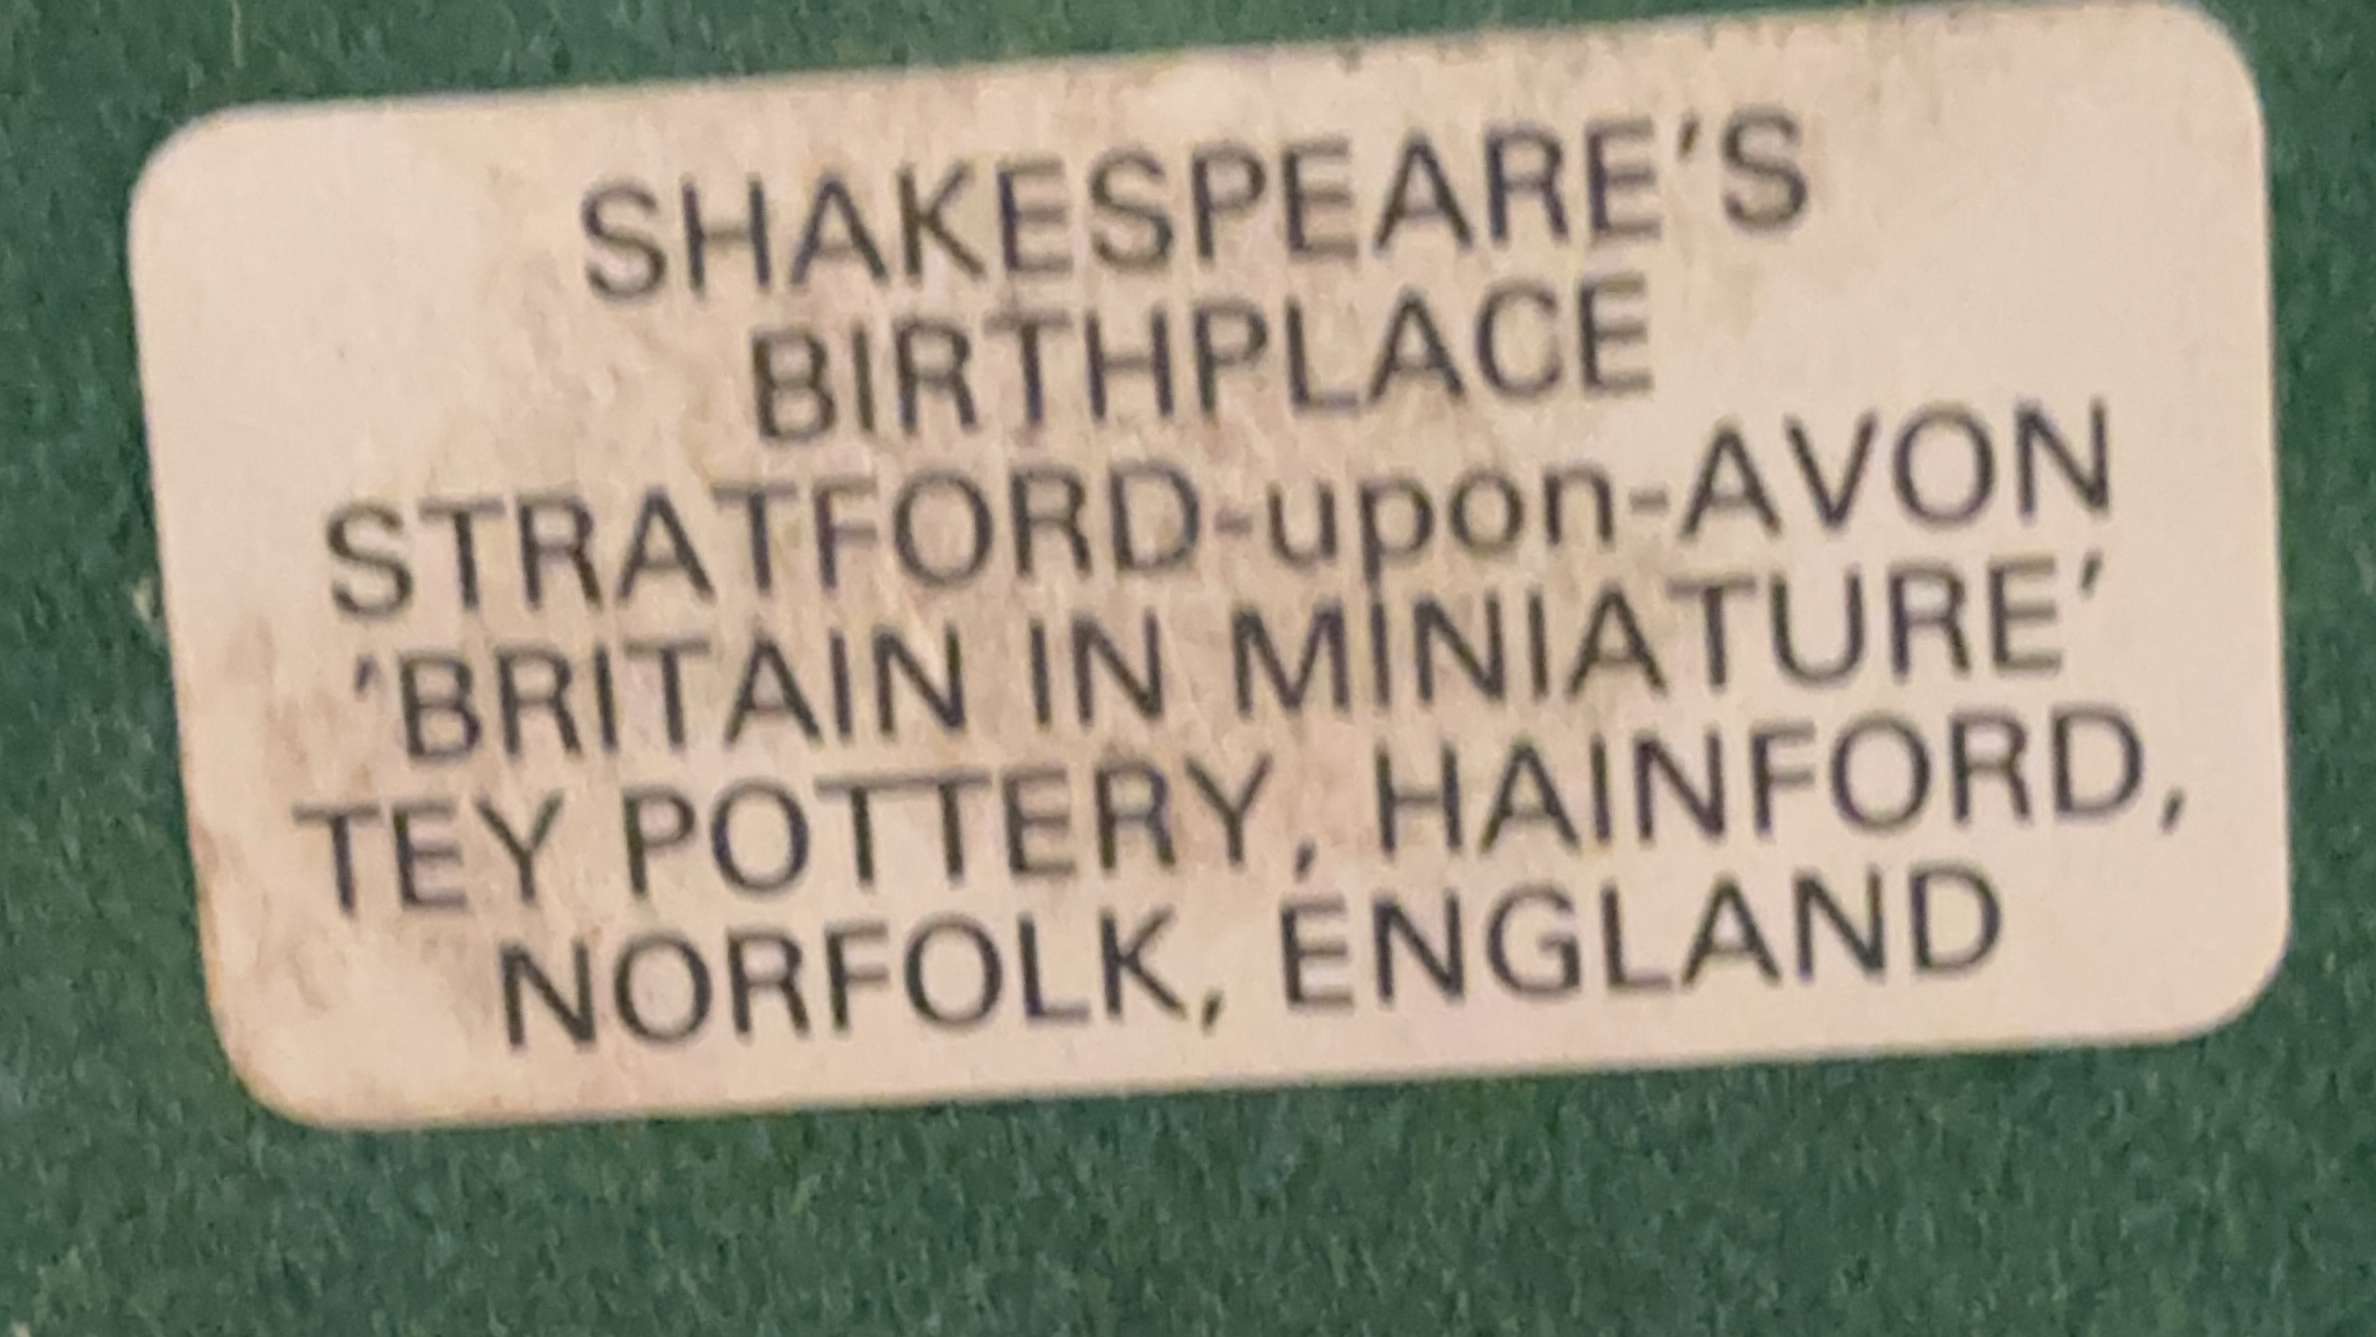 SHAKESPEARE'S
BIRTHPLACE
STRATFORD-upon-AVON
'BRITAIN IN MINIATURE'
TEY POTTERY, HAINFORD,
NORFOLK, ENGLAND